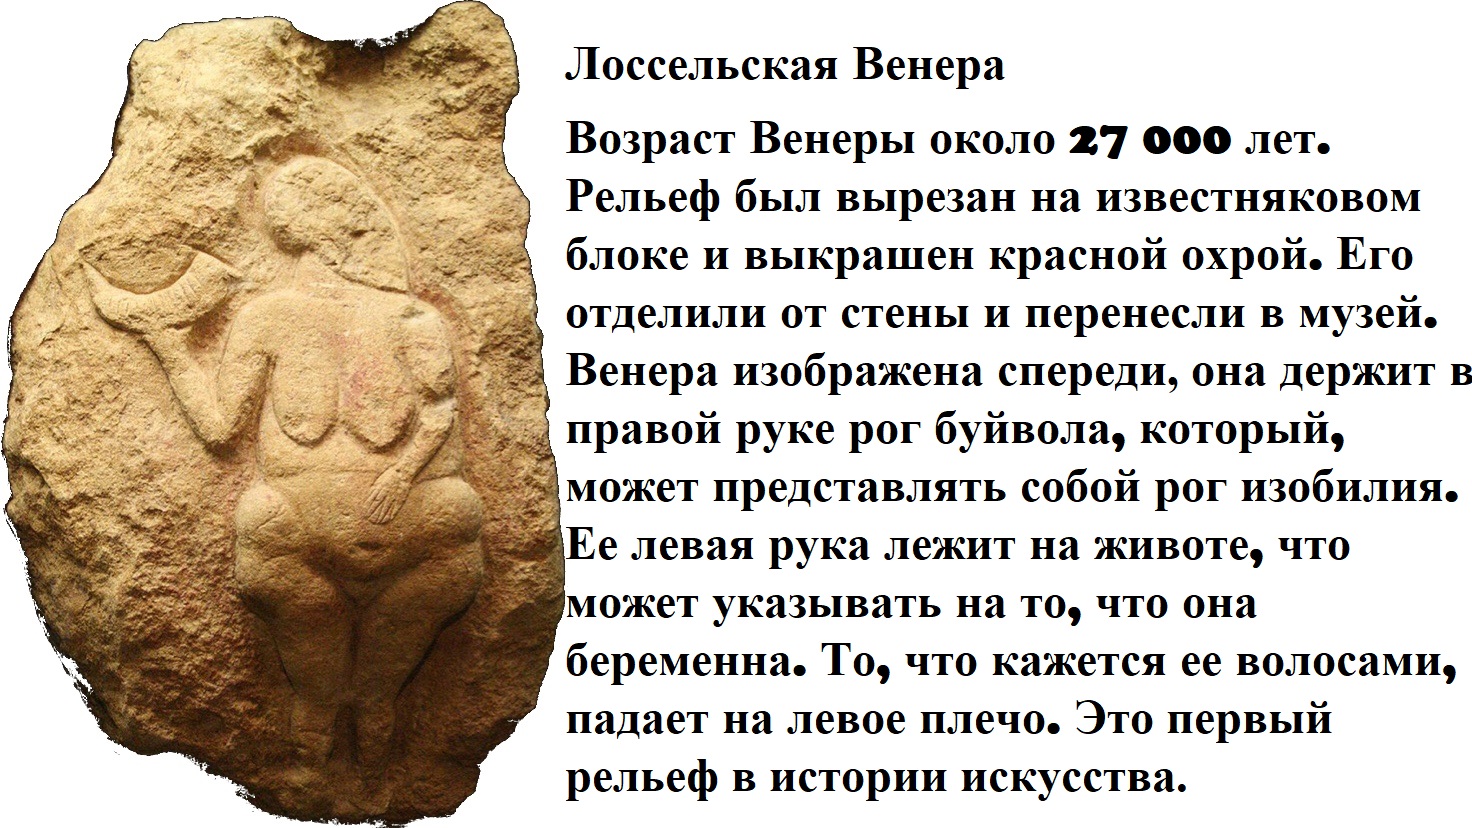 Лоссельская Венера
Возраст Венеры около 27 000 лет.
Рельеф был вырезан на известняковом
блоке и выкрашен красной охрой. Его
отделили от стены и перенесли в музей.
Венера изображена спереди, она держит в
правой руке рог буйвола, который,
может представлять собой рог изобилия.
Ее левая рука лежит на животе, что
может указывать на то, что она
беременна. То, что кажется ее волосами,
падает на левое плечо. Это первый
рельеф в истории искусства.